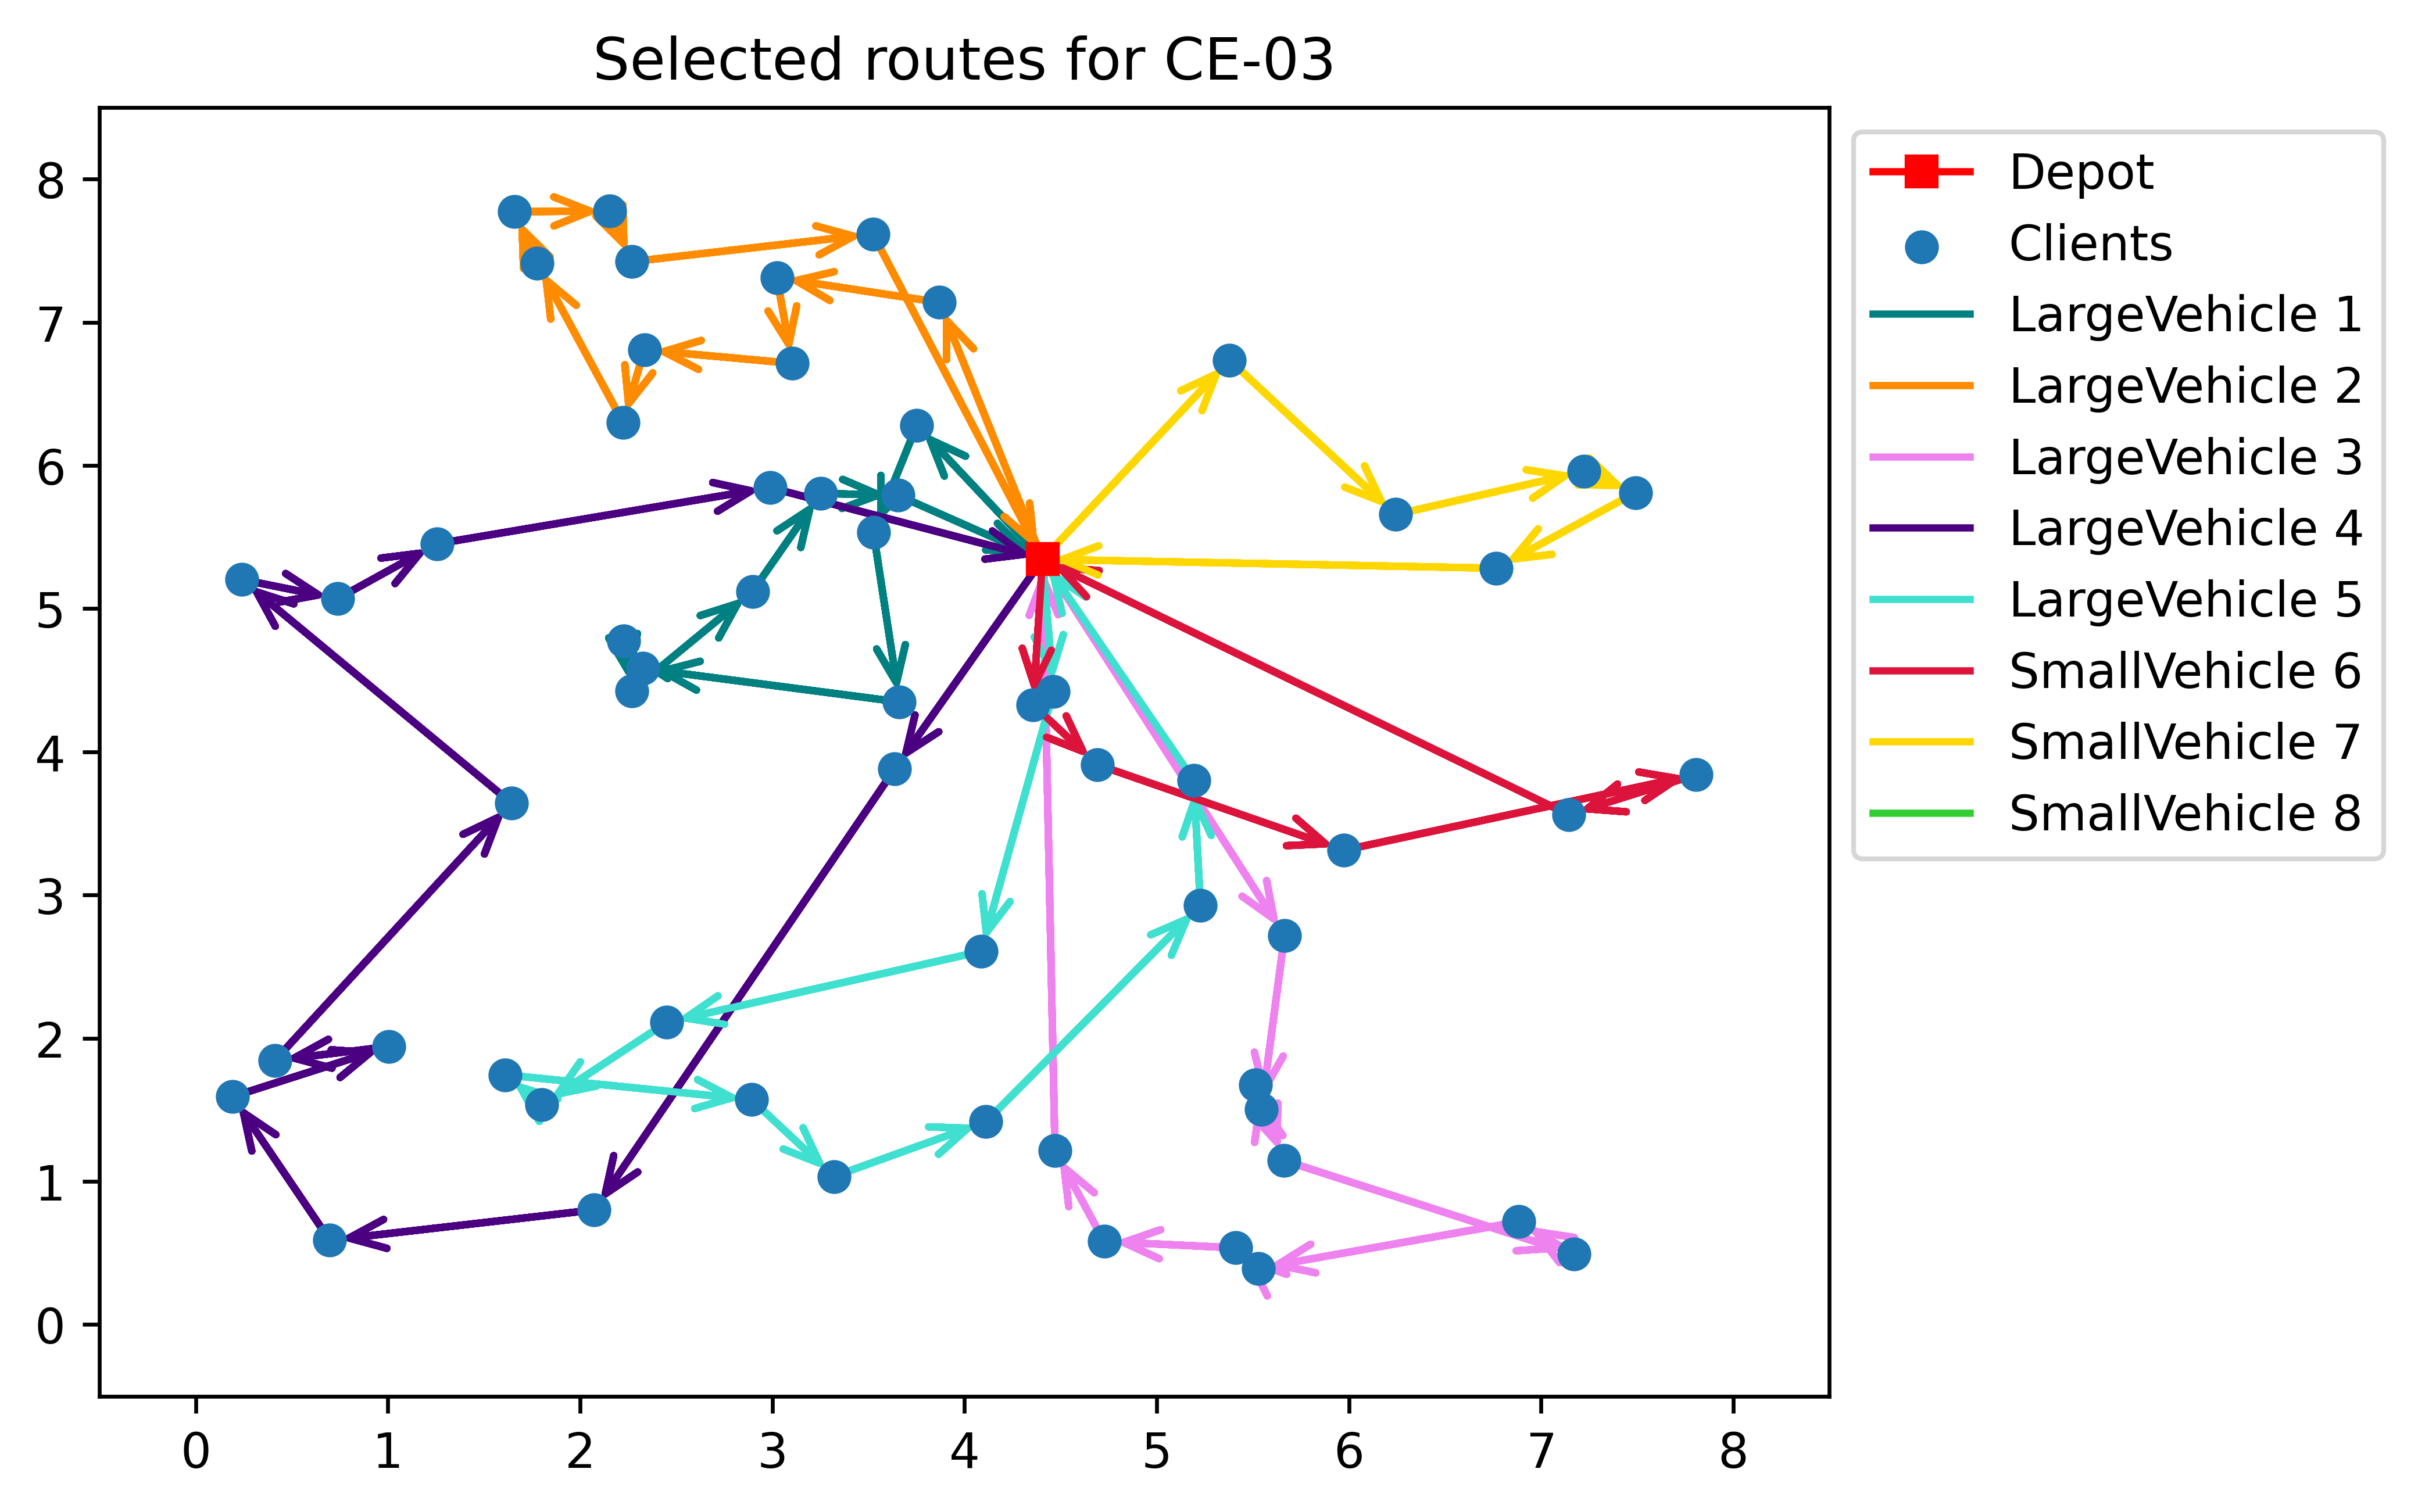 Selected routes for CE-03
8
7
6
5
4
3
2
1
0
0 1 2 3 4 5 6 7 8
Depot
Clients
LargeVehicle 1
LargeVehicle 2
LargeVehicle 3
LargeVehicle 4
LargeVehicle 5
SmallVehicle 6
SmallVehicle 7
SmallVehicle 8